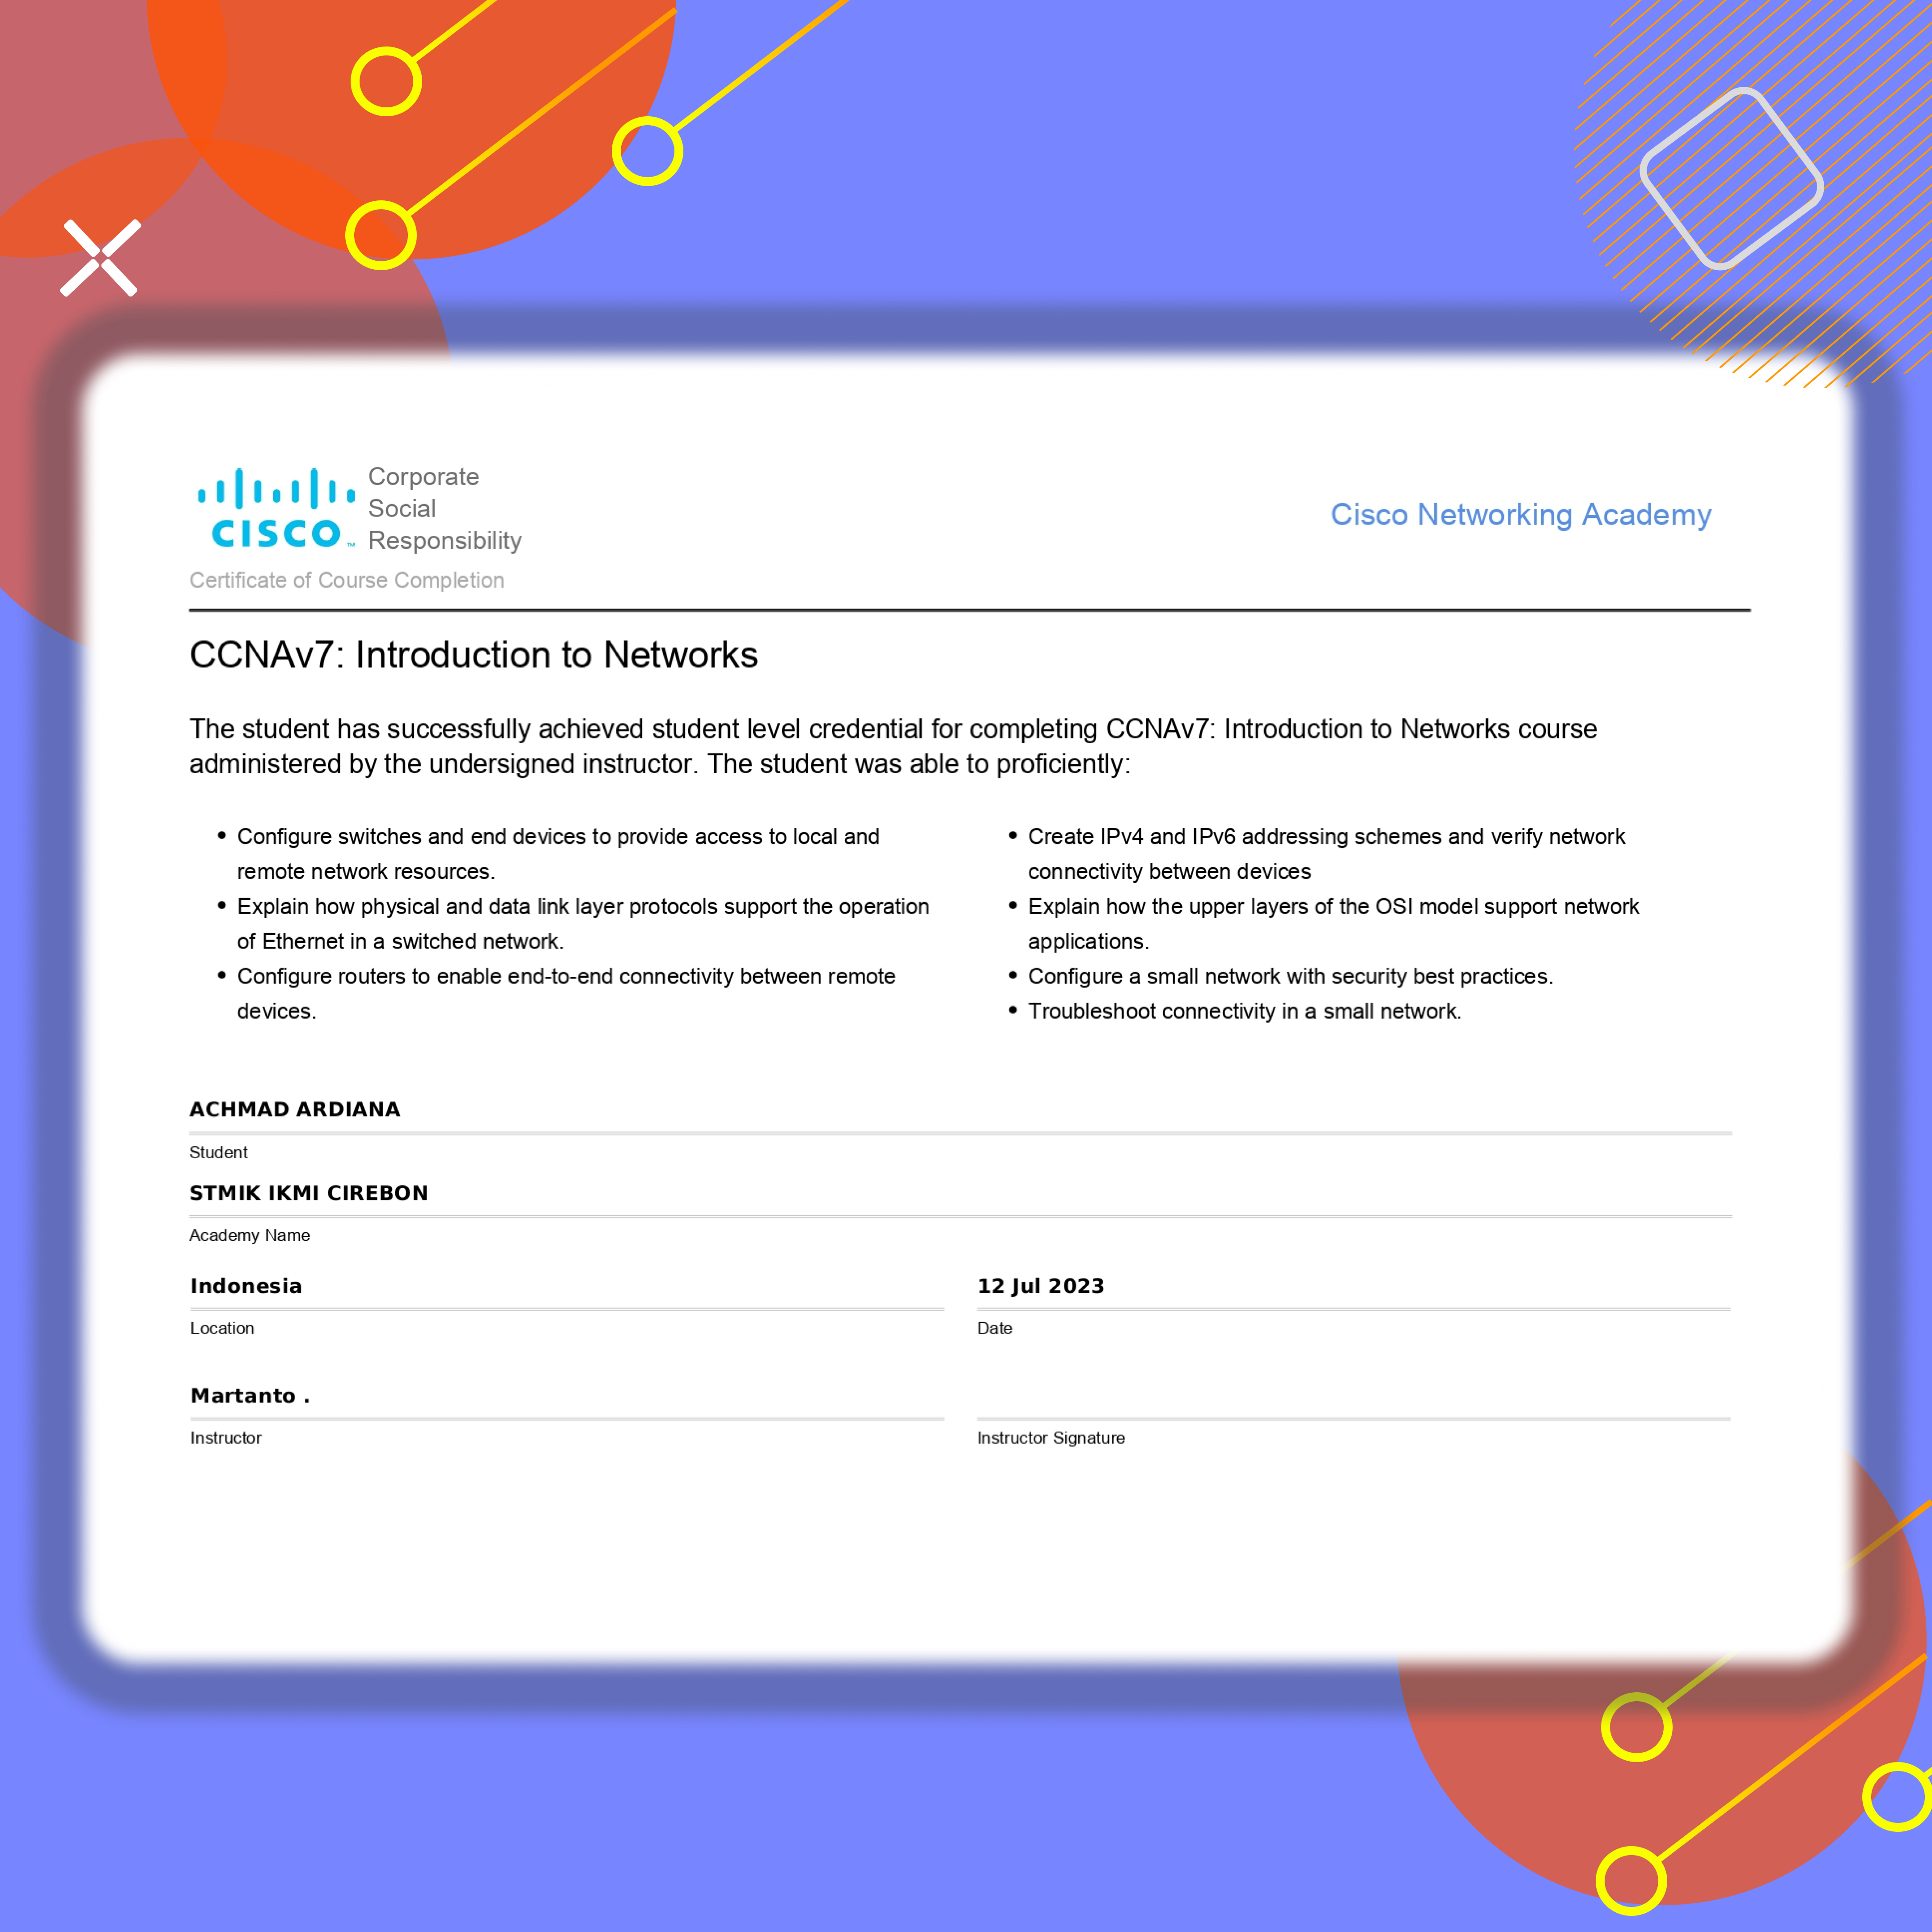 Corporate
Social
Responsibility
CISCO™
Cisco Networking Academy
Certificate of Course Completion
CCNAv7: Introduction to Networks
The student has successfully achieved student level credential for completing CCNAv7: Introduction to Networks course
administered by the undersigned instructor. The student was able to proficiently:
• Configure switches and end devices to provide access to local and
remote network resources.
• Explain how physical and data link layer protocols support the operation
of Ethernet in a switched network.
• Configure routers to enable end-to-end connectivity between remote
devices.
• Create IPv4 and IPv6 addressing schemes and verify network
connectivity between devices
• Explain how the upper layers of the OSI model support network
applications.
• Configure a small network with security best practices.
• Troubleshoot connectivity in a small network.
ACHMAD ARDIANA
Student
STMIK IKMI CIREBON
Academy Name
Indonesia
Location
12 Jul 2023
Date
Martanto .
Instructor
Instructor Signature